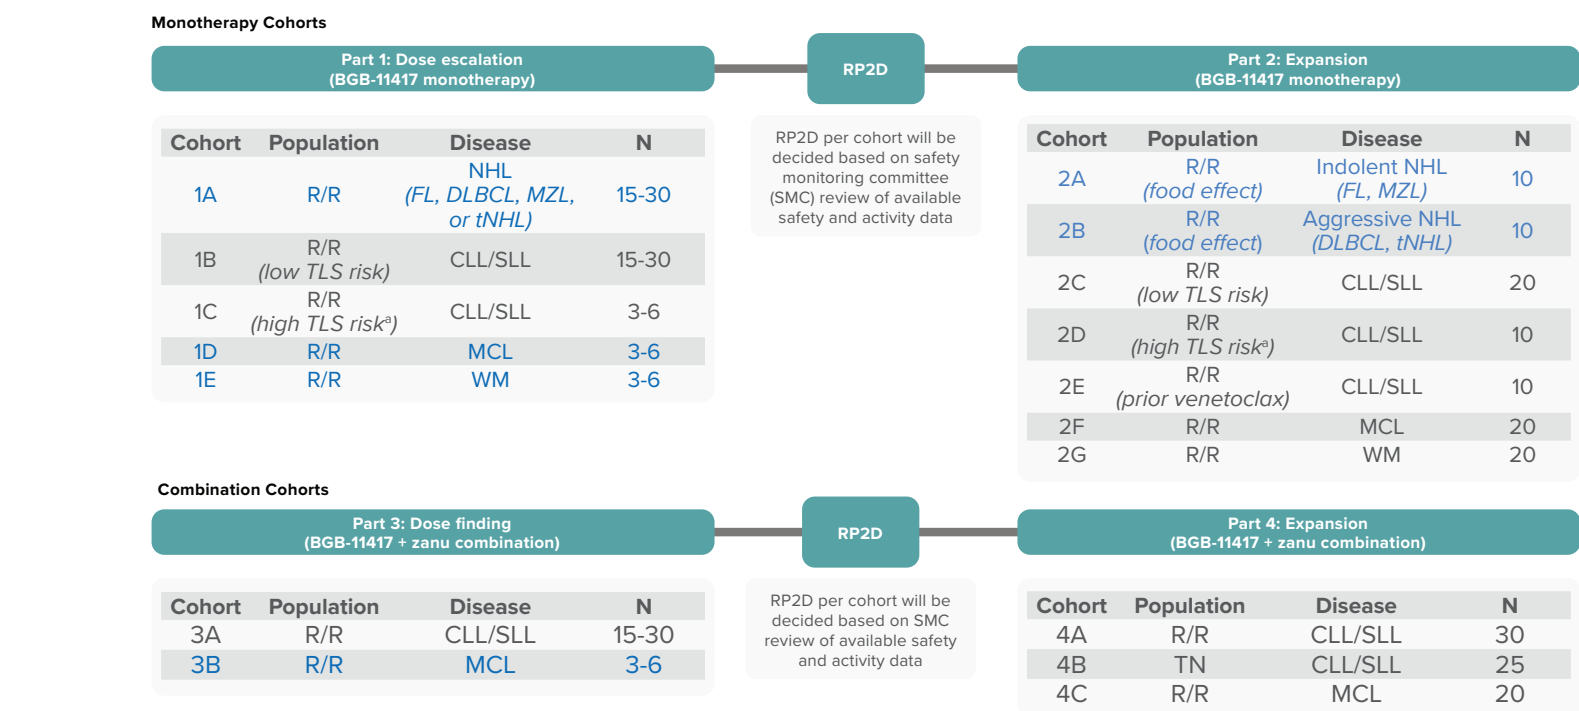 Monotherapy Cohorts
Part 1: Dose escalation
(BGB-11417 monotherapy)
RP2D
Part 2: Expansion
(BGB-11417 monotherapy)
Cohort Population Disease N
1A R/R NHL (FL, DLBCL, MZL, or tNHL) 15-30
1B R/R (low TLS risk) CLL/SLL 15-30
1C R/R (high TLS riskᵃ) CLL/SLL 3-6
1D R/R MCL 3-6
1E R/R WM 3-6
RP2D per cohort will be
decided based on safety
monitoring committee
(SMC) review of available
safety and activity data
Cohort Population Disease N
2A R/R (food effect) Indolent NHL (FL, MZL) 10
2B R/R (food effect) Aggressive NHL (DLBCL, tNHL) 10
2C R/R (low TLS risk) CLL/SLL 20
2D R/R (high TLS riskᵃ) CLL/SLL 10
2E R/R (prior venetoclax) CLL/SLL 10
2F R/R MCL 20
2G R/R WM 20
Combination Cohorts
Part 3: Dose finding
(BGB-11417 + zanu combination)
RP2D
Part 4: Expansion
(BGB-11417 + zanu combination)
Cohort Population Disease N
3A R/R CLL/SLL 15-30
3B R/R MCL 3-6
RP2D per cohort will be
decided based on SMC
review of available safety
and activity data
Cohort Population Disease N
4A R/R CLL/SLL 30
4B TN CLL/SLL 25
4C R/R MCL 20